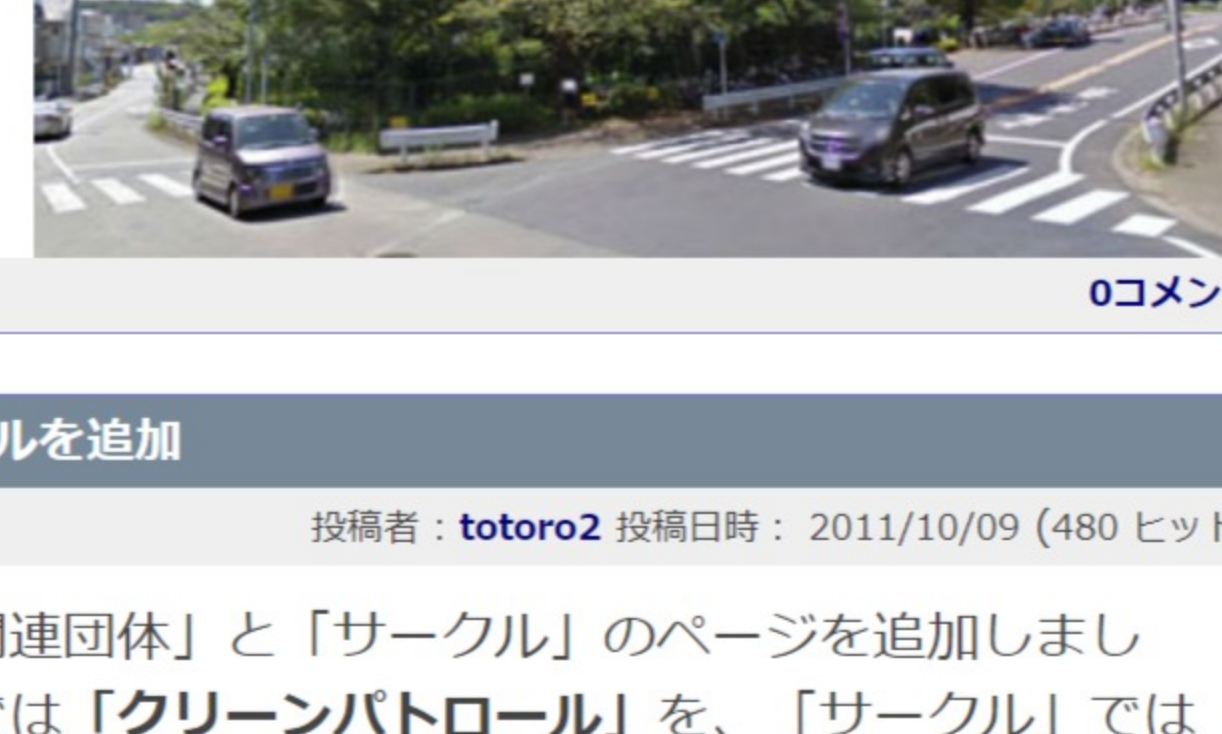 0コメン
ルを追加
投稿者：totoro2 投稿日時： 2011/10/09 (480 ヒット
関連団体」と「サークル」のページを追加しまし
では「クリーンパトロール」を、「サークル」では